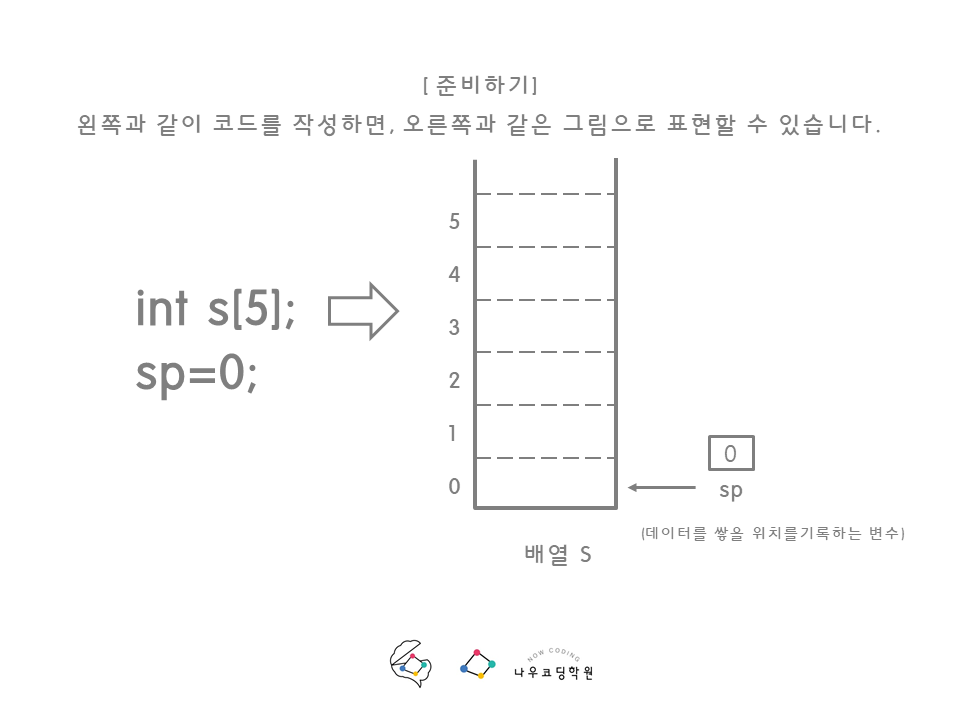 [ 준비하기]
왼쪽과 같이 코드를 작성하면, 오른쪽과 같은 그림으로 표현할 수 있습니다.
5
4
int s[5];
3
sp=0;
2
1
0
0
sp
(데이터를 쌓을 위치를기록하는 변수)
배열 S
NOW CODING
나우코딩학원